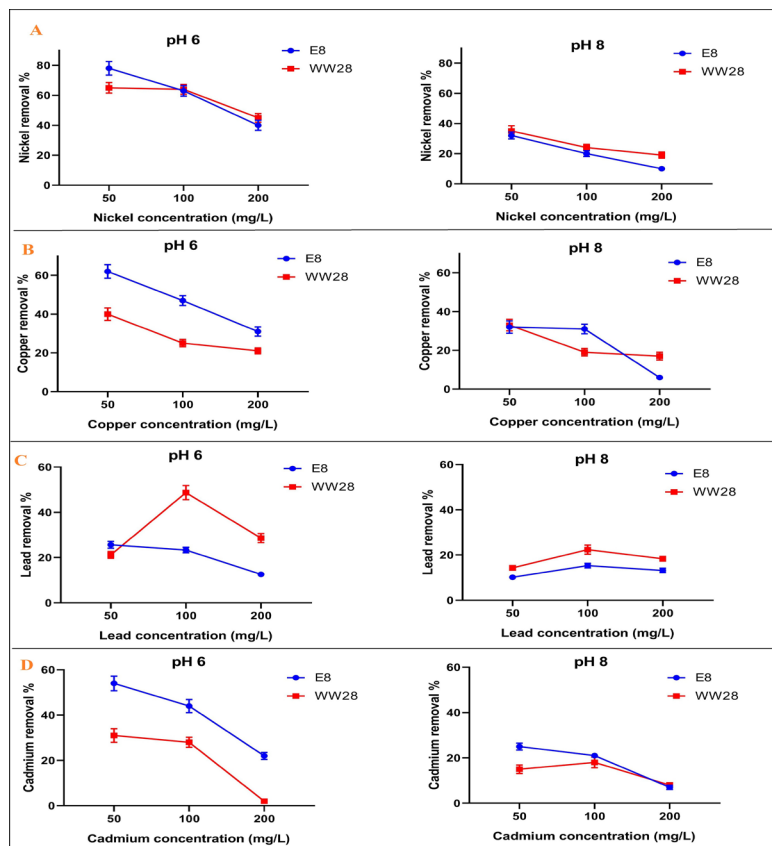 A
pH 6
E8
WW28
Nickel removal %
80
60
40
20
0
50 100 200
Nickel concentration (mg/L)
pH 8
E8
WW28
Nickel removal %
80
60
40
20
0
50 100 200
Nickel concentration (mg/L)
B
pH 6
E8
WW28
Copper removal %
60
40
20
0
50 100 200
Copper concentration (mg/L)
pH 8
E8
WW28
Copper removal %
60
40
20
0
50 100 200
Copper concentration (mg/L)
C
pH 6
E8
WW28
Lead removal %
60
40
20
0
50 100 200
Lead concentration (mg/L)
pH 8
E8
WW28
Lead removal %
60
40
20
0
50 100 200
Lead concentration (mg/L)
D
pH 6
E8
WW28
Cadmium removal %
60
40
20
0
50 100 200
Cadmium concentration (mg/L)
pH 8
E8
WW28
Cadmium removal %
60
40
20
0
50 100 200
Cadmium concentration (mg/L)